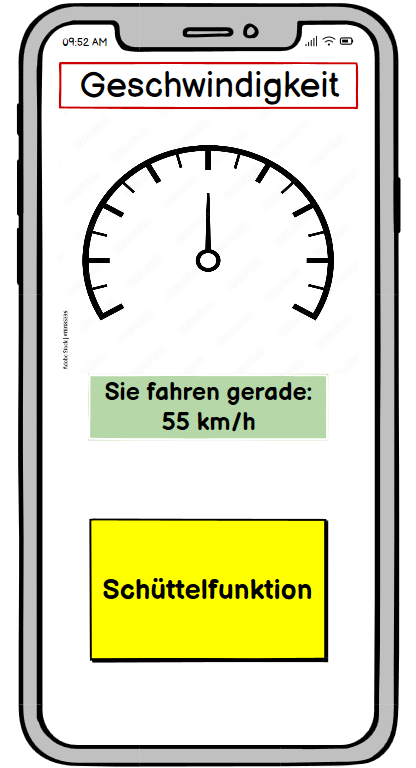 09:52 AM
Geschwindigkeit
Sie fahren gerade:
55 km/h
Schüttelfunktion